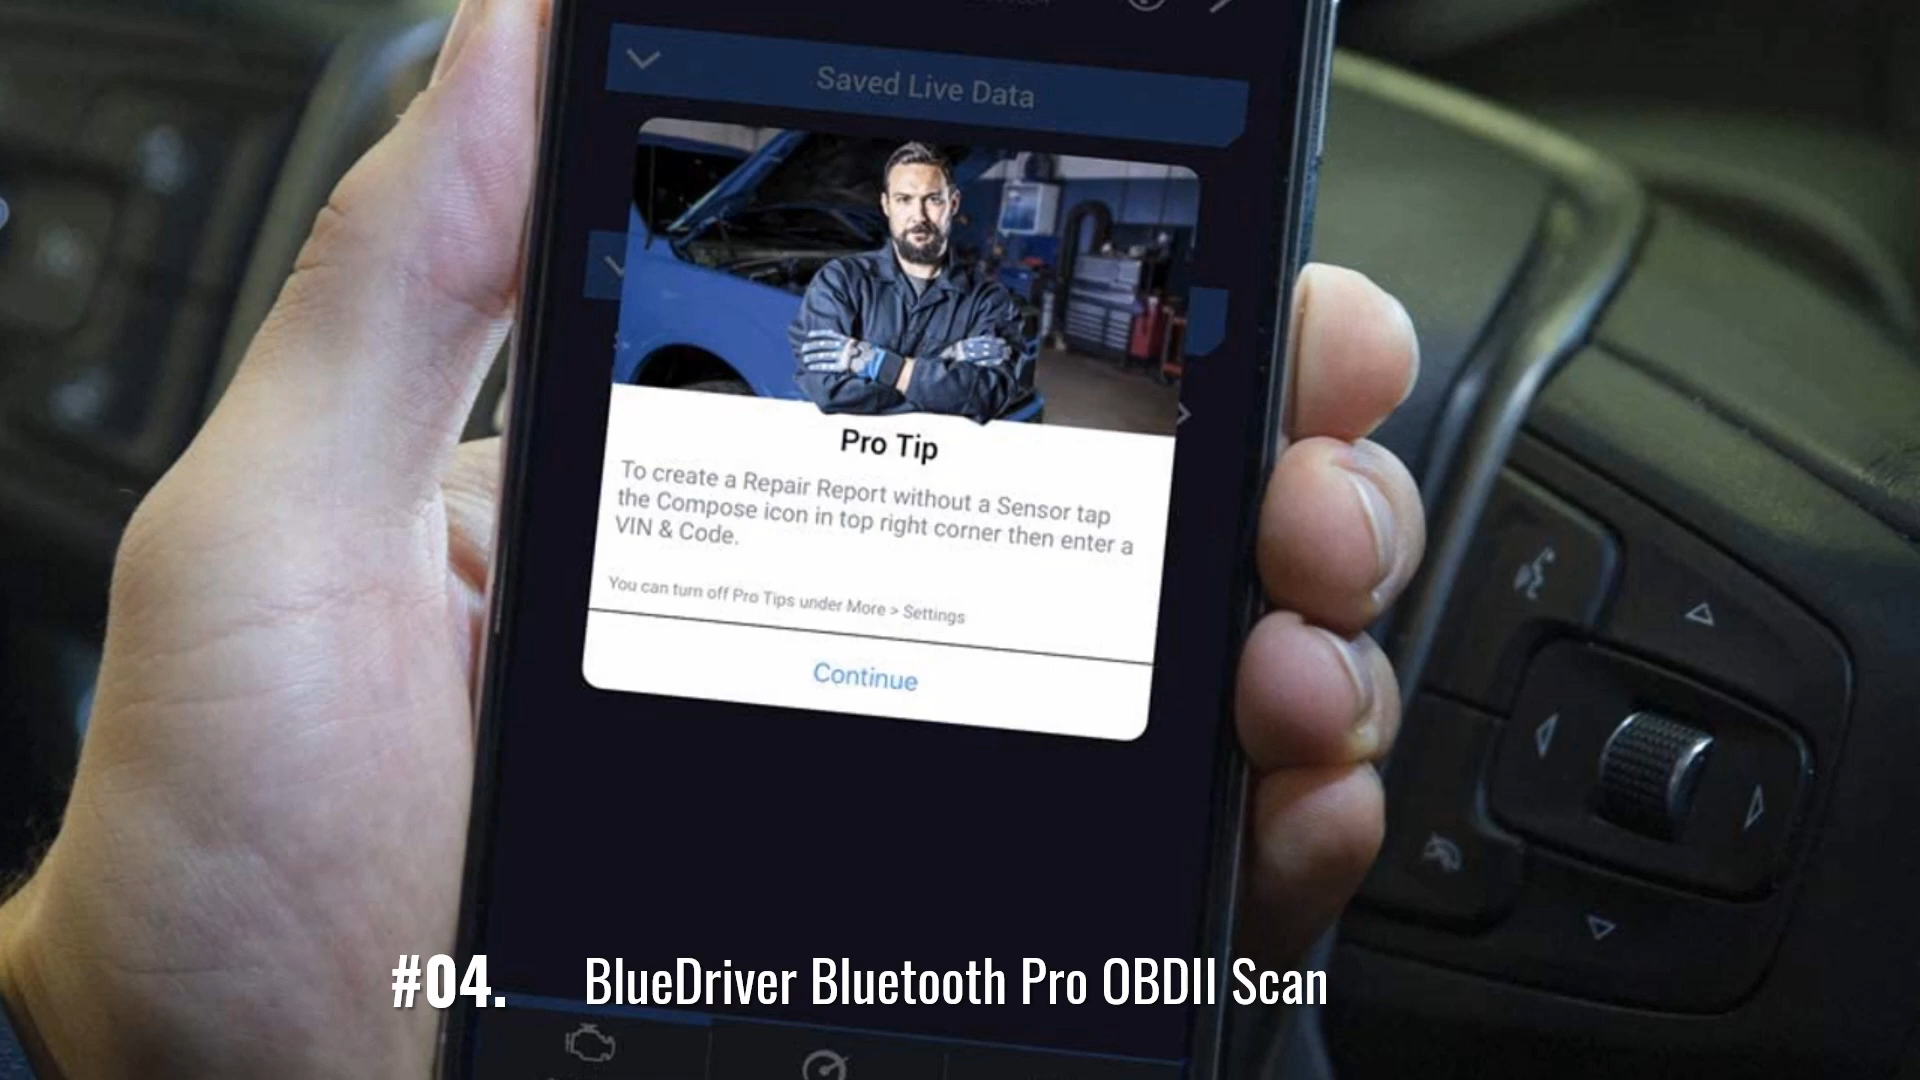 Saved Live Data
Pro Tip
To create a Repair Report without a Sensor tap
the Compose icon in top right corner then enter a
VIN & Code.
You can turn off Pro Tips under More > Settings
Continue
#04. BlueDriver Bluetooth Pro OBDII Scan